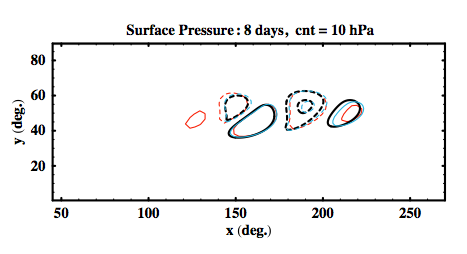 Surface Pressure : 8 days, cnt = 10 hPa
80
60
40
20
y (deg.)
50 100 150 200 250
x (deg.)